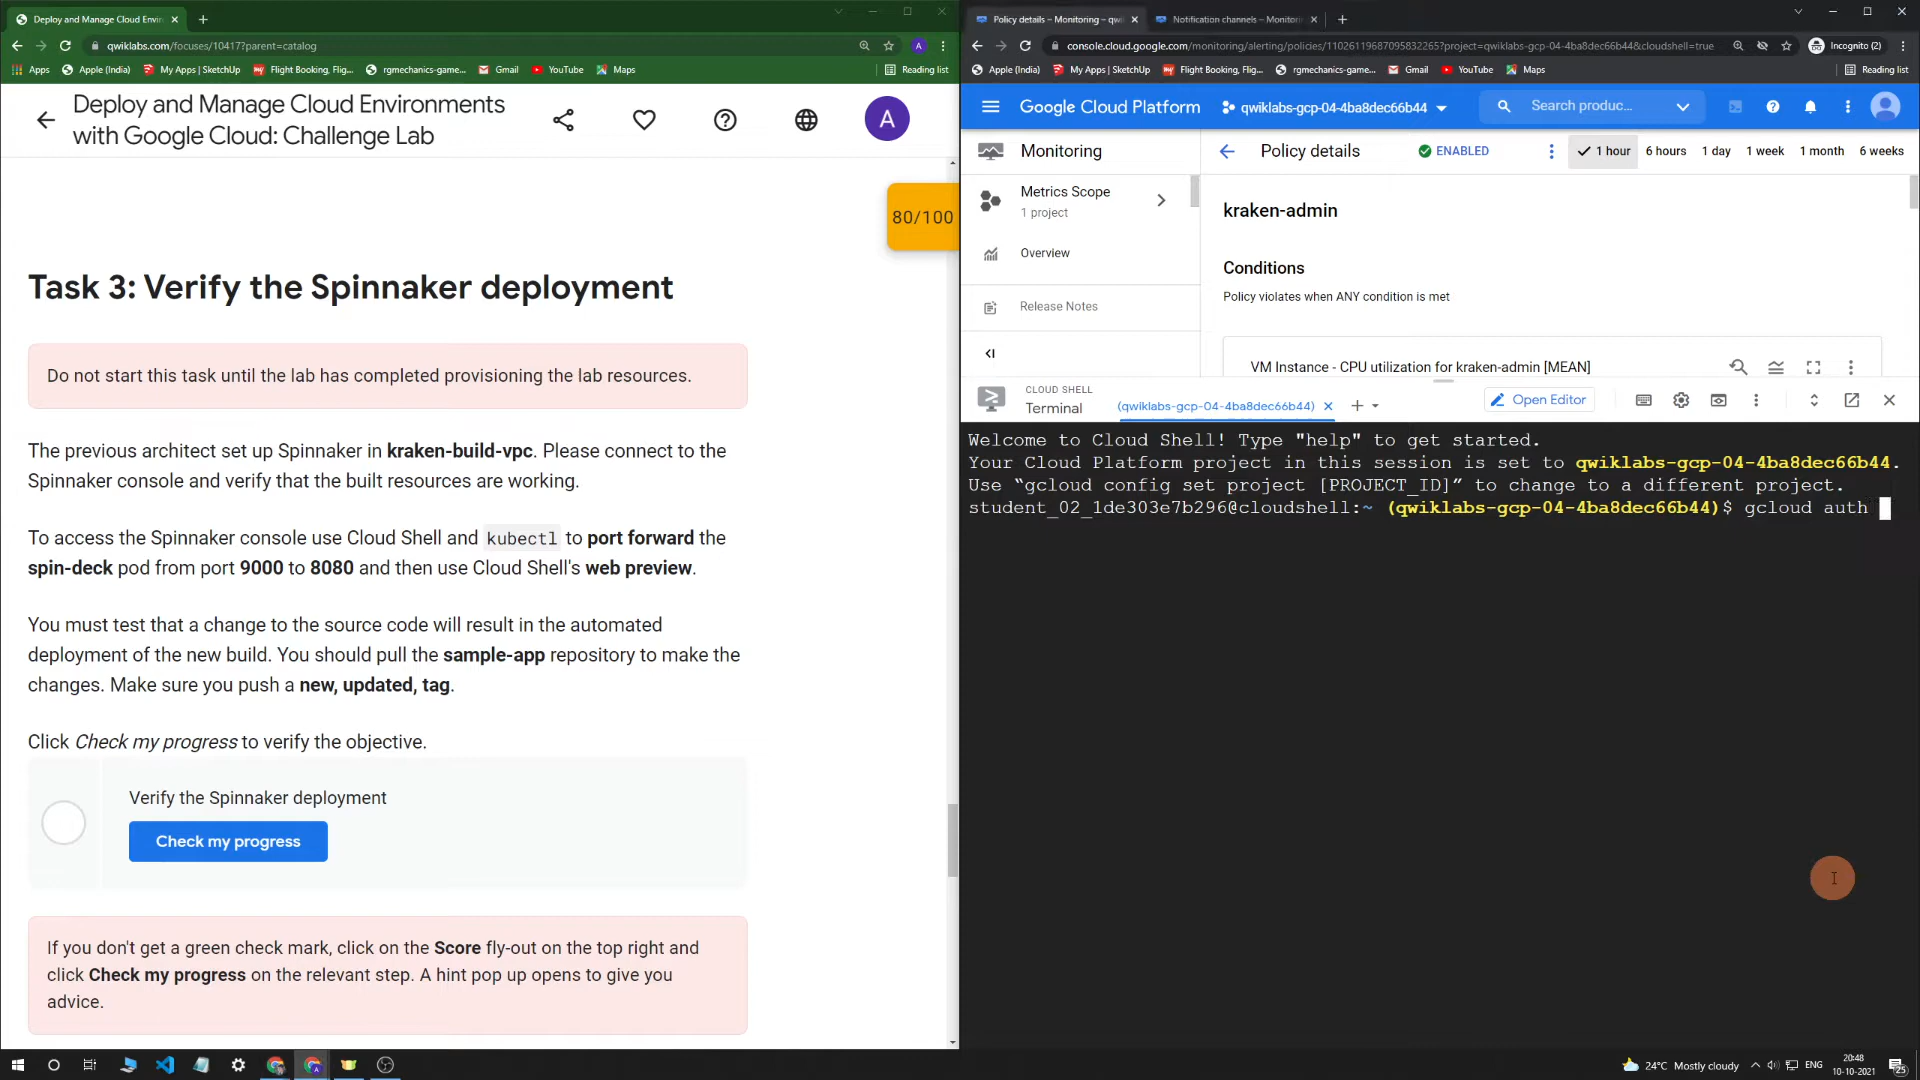 Deploy and Manage Cloud Envir
qwiklabs.com/focuses/10417?parent=catalog
Apps
Apple (India)
My Apps | SketchUp
Flight Booking, Flig...
rgmechanics-game...
Gmail
YouTube
Maps
Reading list
Deploy and Manage Cloud Environments
with Google Cloud: Challenge Lab
A
80/100
Task 3: Verify the Spinnaker deployment
Do not start this task until the lab has completed provisioning the lab resources.
The previous architect set up Spinnaker in kraken-build-vpc. Please connect to the
Spinnaker console and verify that the built resources are working.
To access the Spinnaker console use Cloud Shell and kubectl to port forward the
spin-deck pod from port 9000 to 8080 and then use Cloud Shell's web preview.
You must test that a change to the source code will result in the automated
deployment of the new build. You should pull the sample-app repository to make the
changes. Make sure you push a new, updated, tag.
Click Check my progress to verify the objective.
Verify the Spinnaker deployment
Check my progress
If you don't get a green check mark, click on the Score fly-out on the top right and
click Check my progress on the relevant step. A hint pop up opens to give you
advice.
Policy details – Monitoring – qwi
Notification channels – Monitorin
console.cloud.google.com/monitoring/alerting/policies/11026119687095832265?project=qwiklabs-gcp-04-4ba8dec66b44&cloudshell=true
Incognito (2)
Apple (India)
My Apps | SketchUp
Flight Booking, Flig...
rgmechanics-game...
Gmail
YouTube
Maps
Reading list
Google Cloud Platform
qwiklabs-gcp-04-4ba8dec66b44
Search produc...
Monitoring
Policy details
ENABLED
1 hour
6 hours
1 day
1 week
1 month
6 weeks
Metrics Scope
1 project
Overview
Release Notes
kraken-admin
Conditions
Policy violates when ANY condition is met
VM Instance - CPU utilization for kraken-admin [MEAN]
CLOUD SHELL
Terminal
(qwiklabs-gcp-04-4ba8dec66b44)
Open Editor
Welcome to Cloud Shell! Type "help" to get started.
Your Cloud Platform project in this session is set to qwiklabs-gcp-04-4ba8dec66b44.
Use “gcloud config set project [PROJECT_ID]” to change to a different project.
student_02_1de303e7b296@cloudshell:~ (qwiklabs-gcp-04-4ba8dec66b44)$ gcloud auth
24°C Mostly cloudy
ENG
20:48
10-10-2021
25